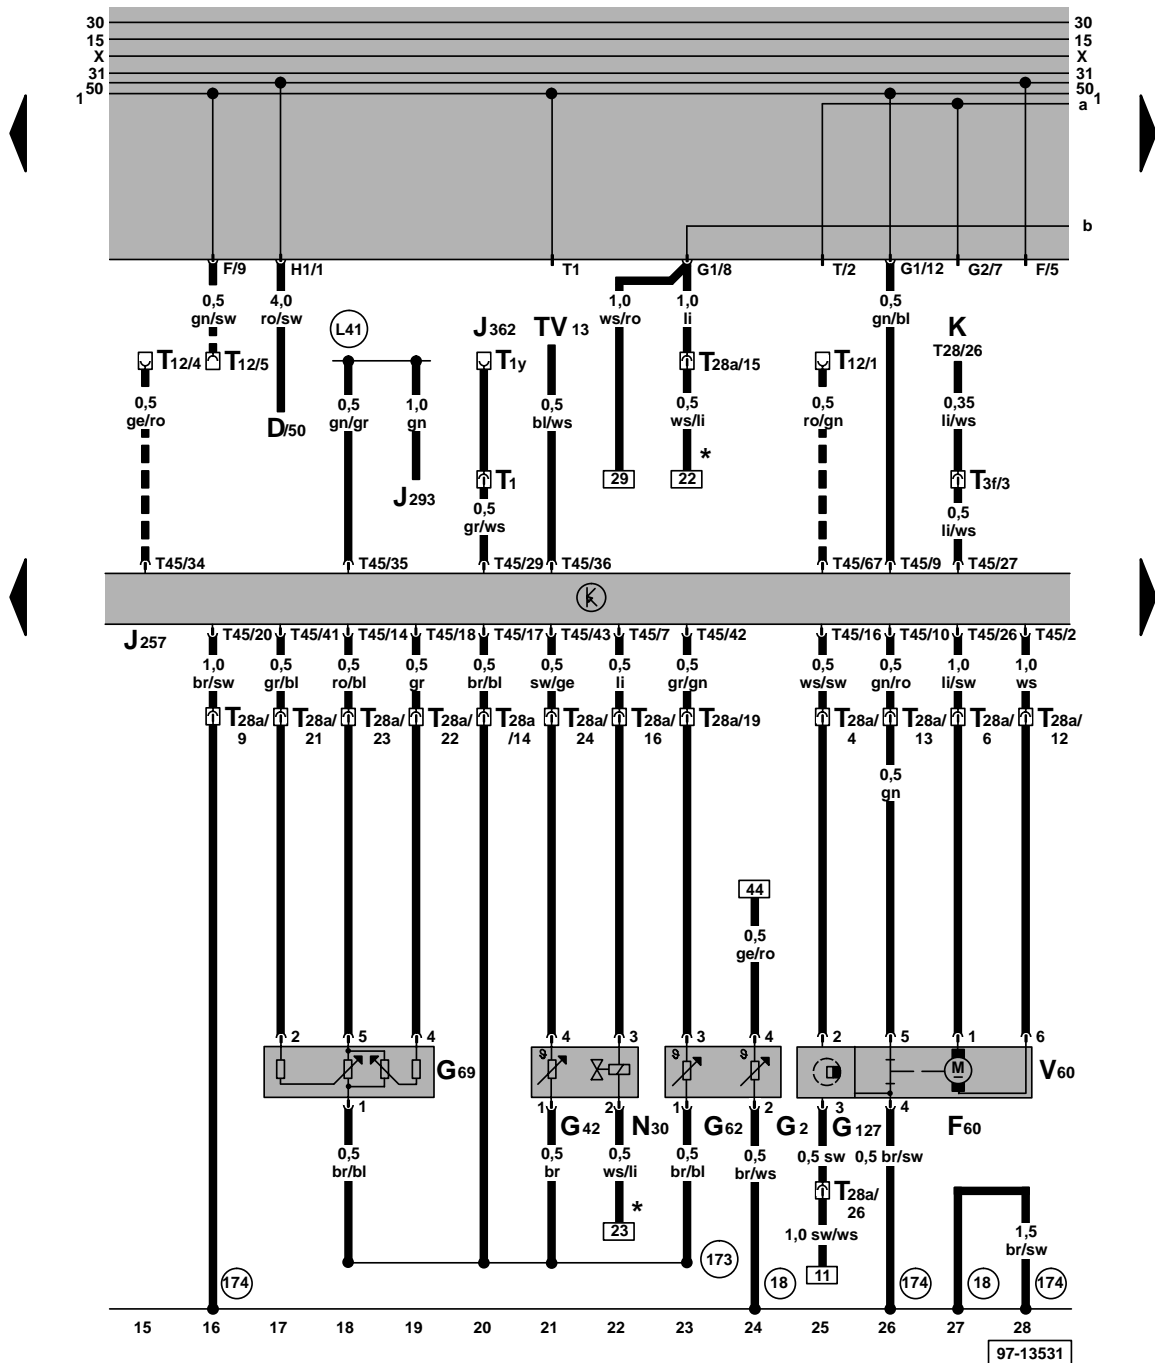 30 30
15 15
X X
31 31
50 50
1 1
a
b
F/9 H1/1 T1 G1/8 T/2 G1/12 G2/7 F/5
0,5 4,0 1,0 1,0 0,5
gn/sw ro/sw ws/ro li gn/bl
L41 J362 TV 13 K
T28/26
T12/4 T12/5 T1y T28a/15 T12/1
0,5 0,5 1,0 0,5 0,5 0,5 0,35
ge/ro gn/gr gn bl/ws ws/li ro/gn li/ws
D/50
*
29 22
T1 T3f/3
J293
0,5 0,5
gr/ws li/ws
T45/34 T45/35 T45/29 T45/36 T45/67 T45/9 T45/27
J257
T45/20 T45/41 T45/14 T45/18 T45/17 T45/43 T45/7 T45/42 T45/16 T45/10 T45/26 T45/2
1,0 0,5 0,5 0,5 0,5 0,5 0,5 0,5 0,5 0,5 1,0 1,0
br/sw gr/bl ro/bl gr br/bl sw/ge li gr/gn ws/sw gn/ro li/sw ws
T28a/ T28a/ T28a/ T28a/ T28a T28a/ T28a/ T28a/19 T28a/ T28a/ T28a/ T28a/
9 21 23 22 /14 24 16 4 13 6 12
0,5
gn
44
0,5
ge/ro
2 5 4 4 3 3 4 2 5 1 6
G69 M V60
1 1 2 1 2 3 4
G42 N30 G62 G2 G127 F60
0,5 0,5 0,5 0,5 0,5 0,5 sw 0,5 br/sw
br/bl br ws/li br/bl br/ws
T28a/
26
*
23
1,0 sw/ws
1,5
br/sw
173
11
174 18 174 18 174
15 16 17 18 19 20 21 22 23 24 25 26 27 28
97-13531